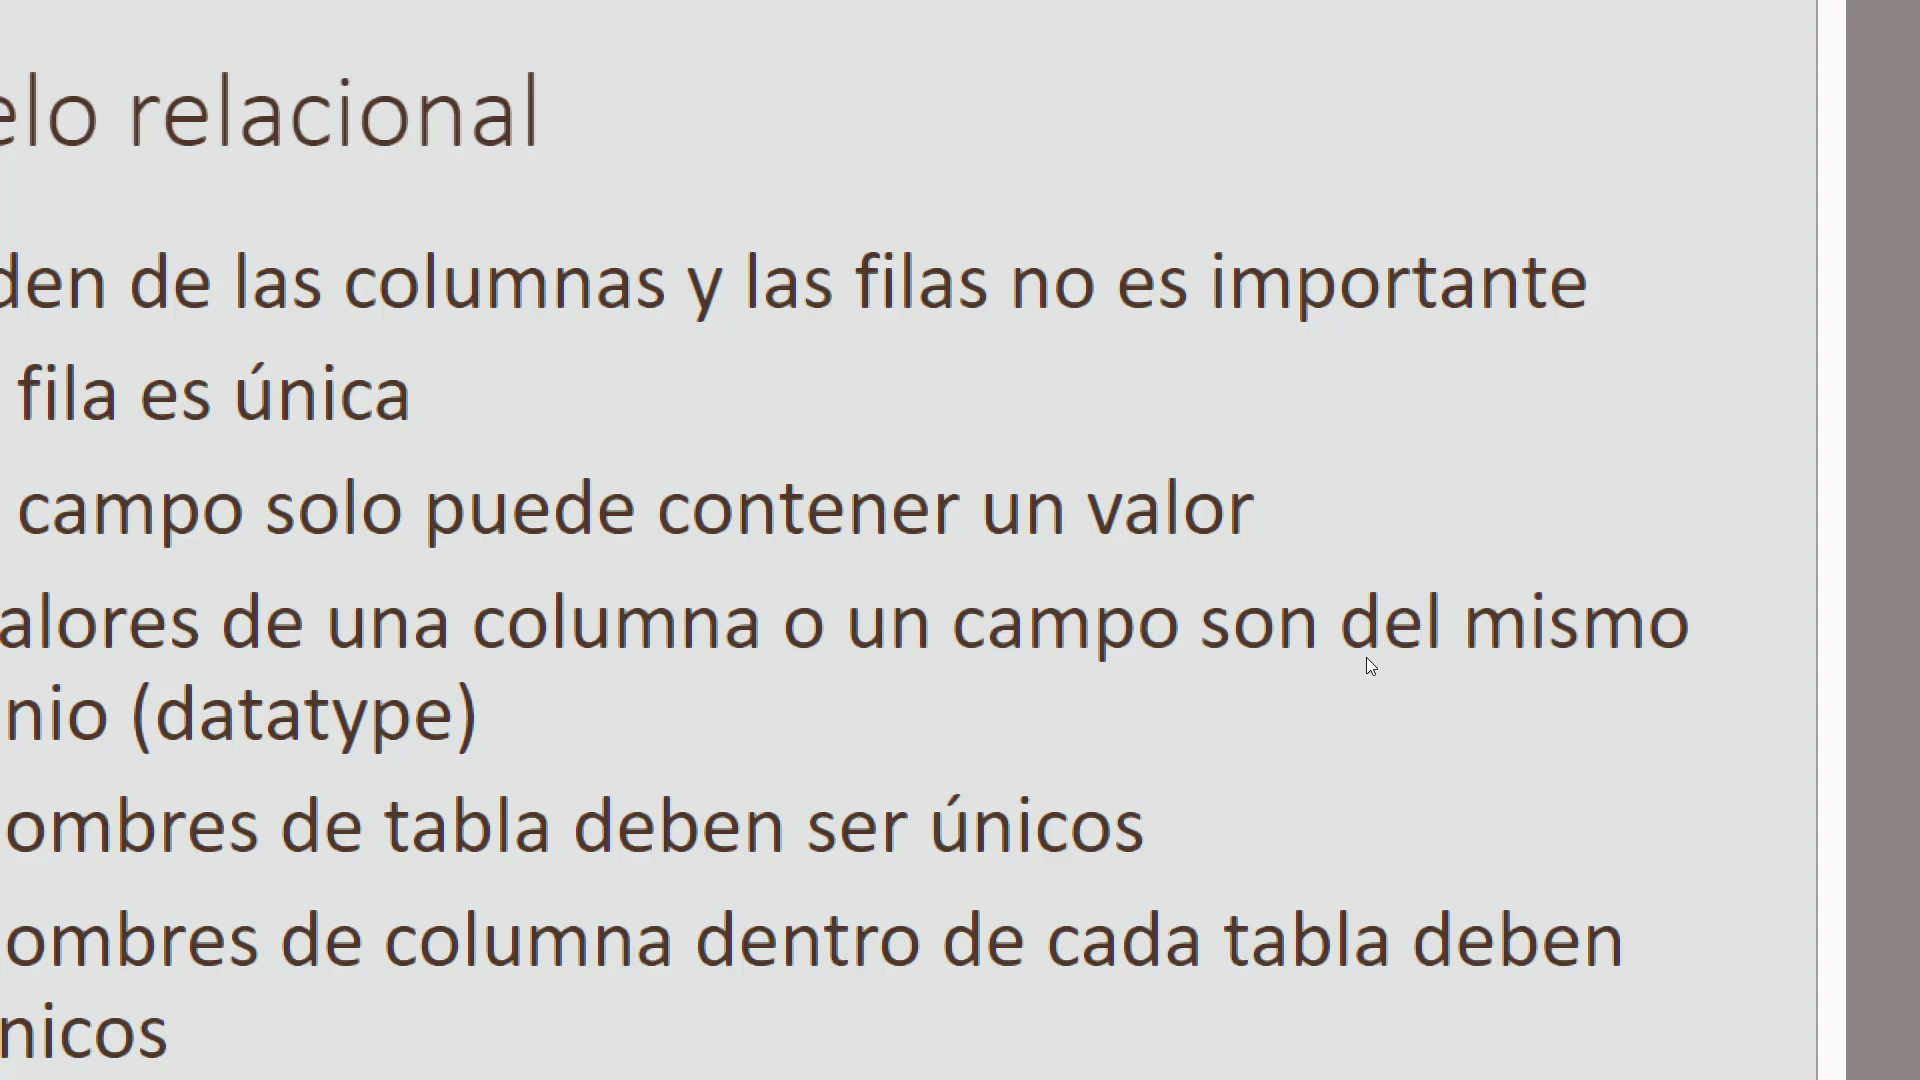 elo relacional
den de las columnas y las filas no es importante
fila es única
campo solo puede contener un valor
alores de una columna o un campo son del mismo
nio (datatype)
ombres de tabla deben ser únicos
ombres de columna dentro de cada tabla deben
nicos